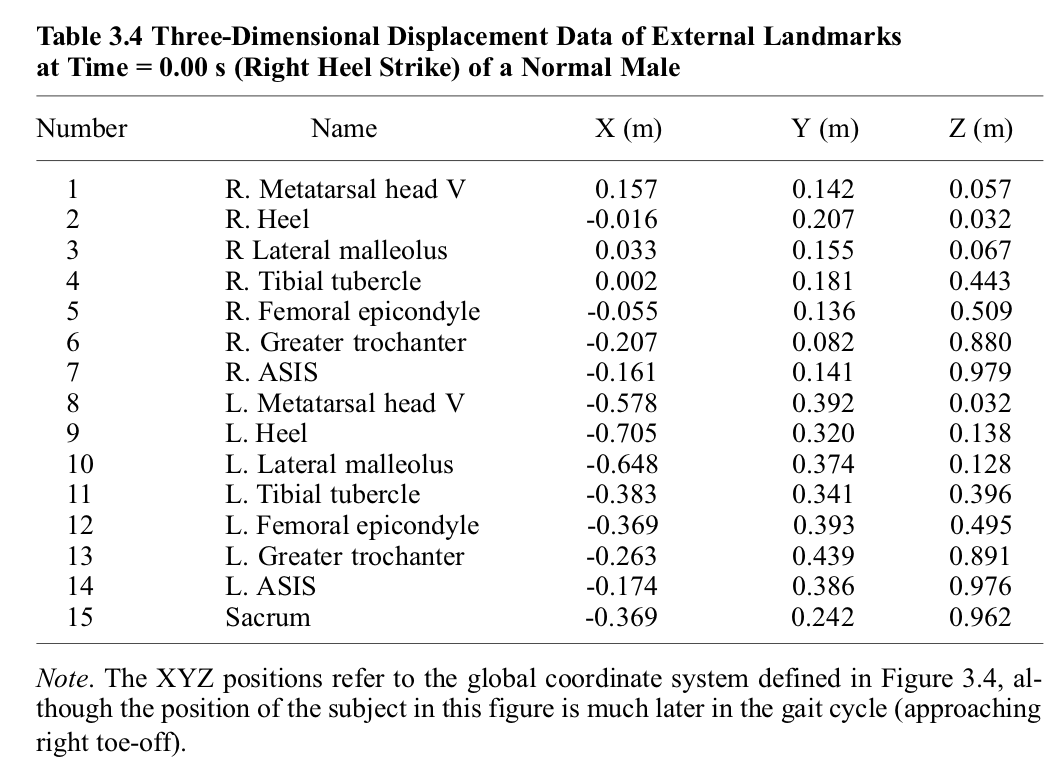 Table 3.4 Three-Dimensional Displacement Data of External Landmarks
at Time = 0.00 s (Right Heel Strike) of a Normal Male
Number Name X (m) Y (m) Z (m)
1 R. Metatarsal head V 0.157 0.142 0.057
2 R. Heel -0.016 0.207 0.032
3 R Lateral malleolus 0.033 0.155 0.067
4 R. Tibial tubercle 0.002 0.181 0.443
5 R. Femoral epicondyle -0.055 0.136 0.509
6 R. Greater trochanter -0.207 0.082 0.880
7 R. ASIS -0.161 0.141 0.979
8 L. Metatarsal head V -0.578 0.392 0.032
9 L. Heel -0.705 0.320 0.138
10 L. Lateral malleolus -0.648 0.374 0.128
11 L. Tibial tubercle -0.383 0.341 0.396
12 L. Femoral epicondyle -0.369 0.393 0.495
13 L. Greater trochanter -0.263 0.439 0.891
14 L. ASIS -0.174 0.386 0.976
15 Sacrum -0.369 0.242 0.962
Note. The XYZ positions refer to the global coordinate system defined in Figure 3.4, al-
though the position of the subject in this figure is much later in the gait cycle (approaching
right toe-off).